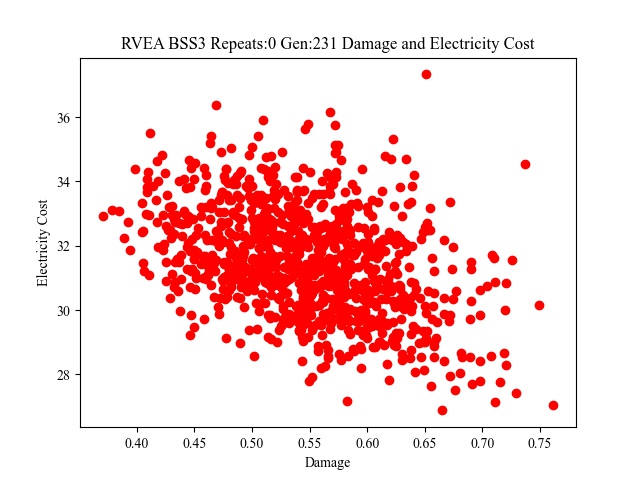 RVEA BSS3 Repeats:0 Gen:231 Damage and Electricity Cost
36
34
32
30
28
Electricity Cost
0.40 0.45 0.50 0.55 0.60 0.65 0.70 0.75
Damage